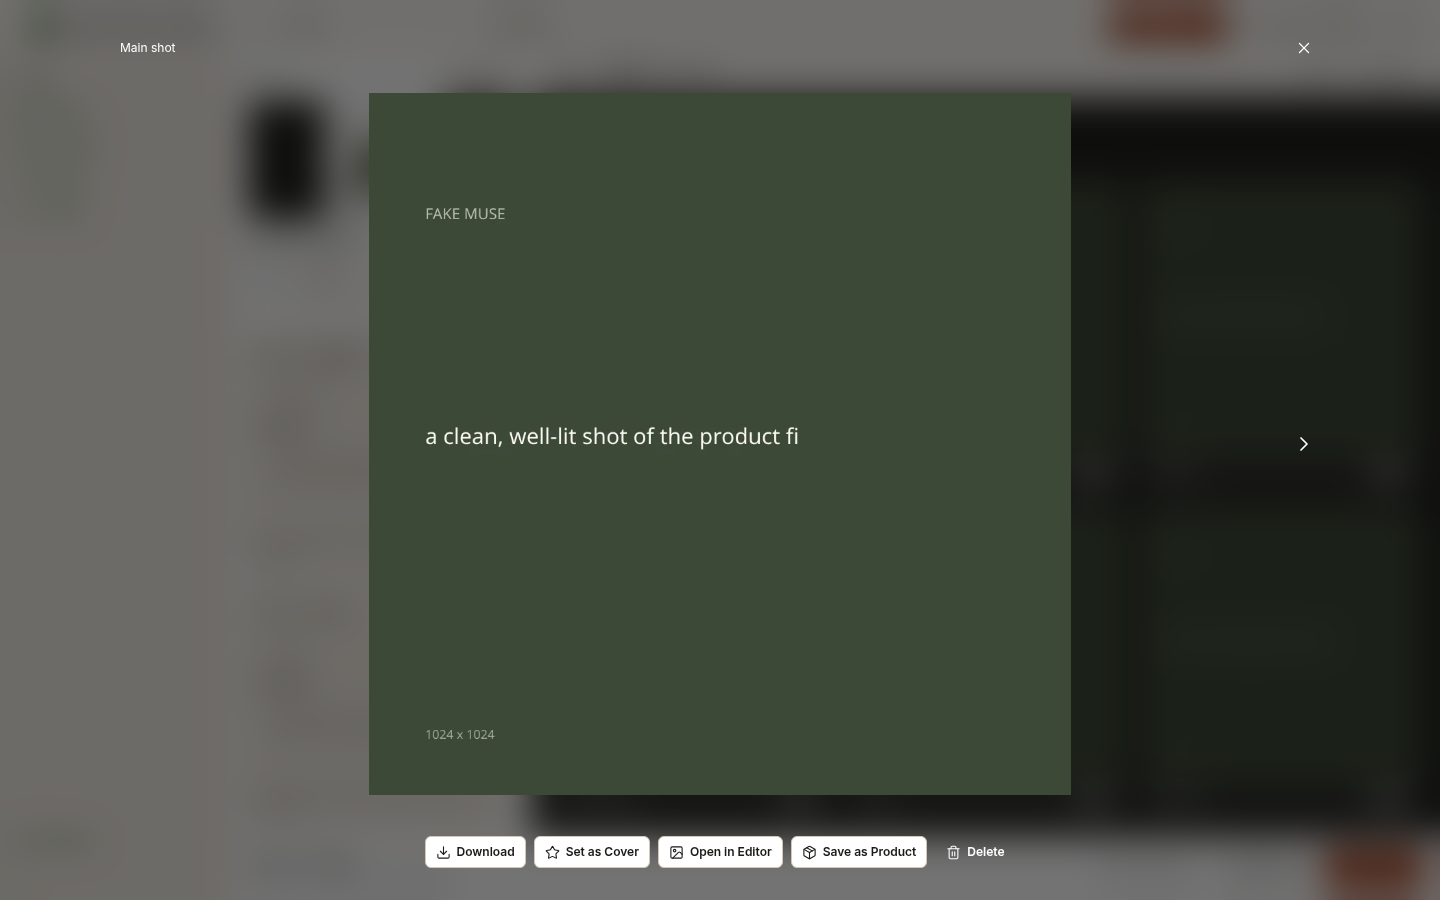 Main shot
FAKE MUSE
a clean, well-lit shot of the product fi
1024 x 1024
Download
Set as Cover
Open in Editor
Save as Product
Delete